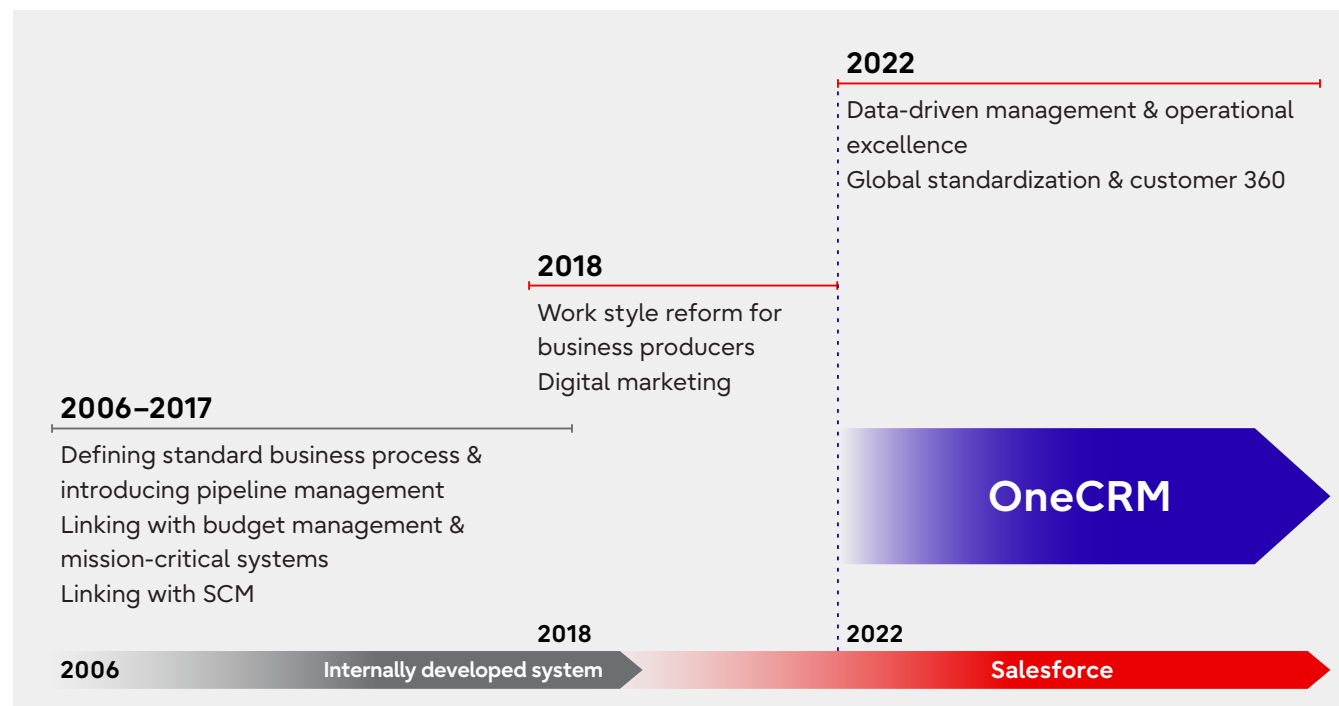 2022
Data-driven management & operational
excellence
Global standardization & customer 360
2018
Work style reform for
business producers
Digital marketing
2006–2017
Defining standard business process &
introducing pipeline management
Linking with budget management &
mission-critical systems
Linking with SCM
OneCRM
2018
2022
2006
Internally developed system
Salesforce